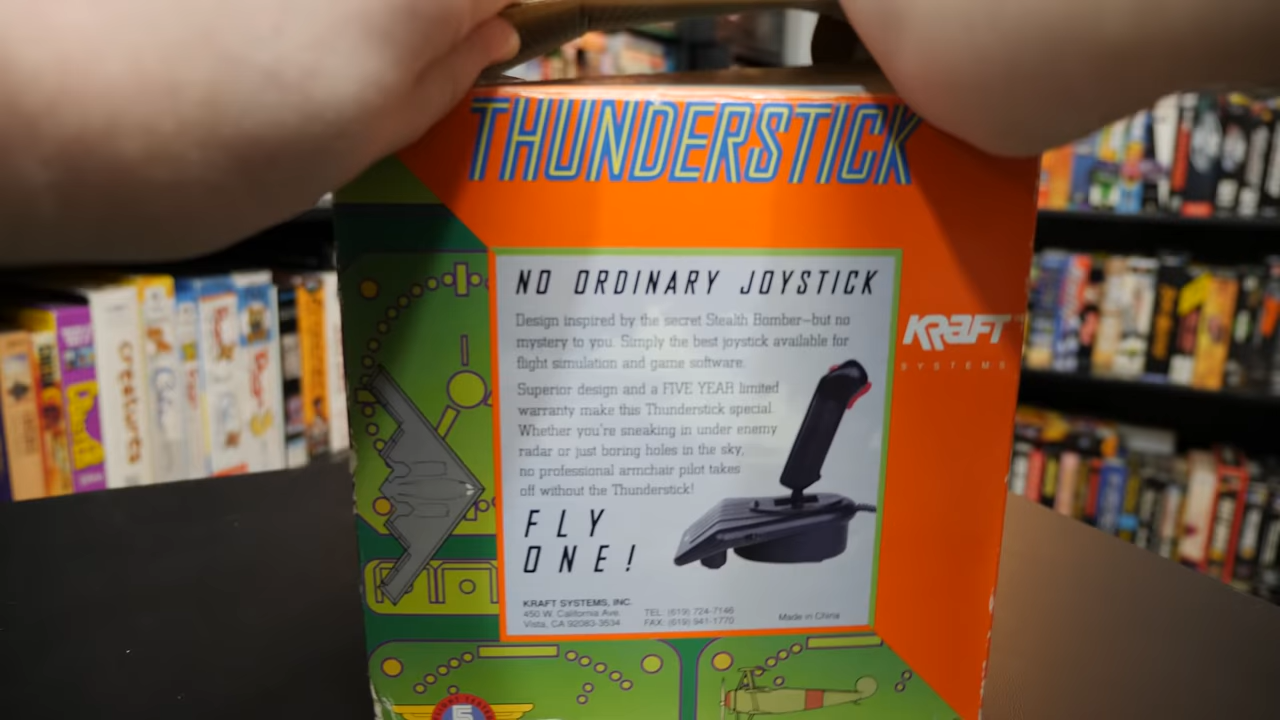 THUNDERSTICK
NO ORDINARY JOYSTICK
Design inspired by the secret Stealth Bomber—but no
mystery to you. Simply the best joystick available for
flight simulation and game software.
Superior design and a FIVE YEAR limited
warranty make this Thunderstick special.
Whether you're sneaking in under enemy
radar or just boring holes in the sky,
no professional armchair pilot takes
off without the Thunderstick!
FLY
ONE!
KRAFT SYSTEMS, INC.
450 W. California Ave.
Vista, CA 92083-3534
TEL: (619) 724-7146
FAX: (619) 941-1770
Made in China
KRAFT
SYSTEMS
creatures
5